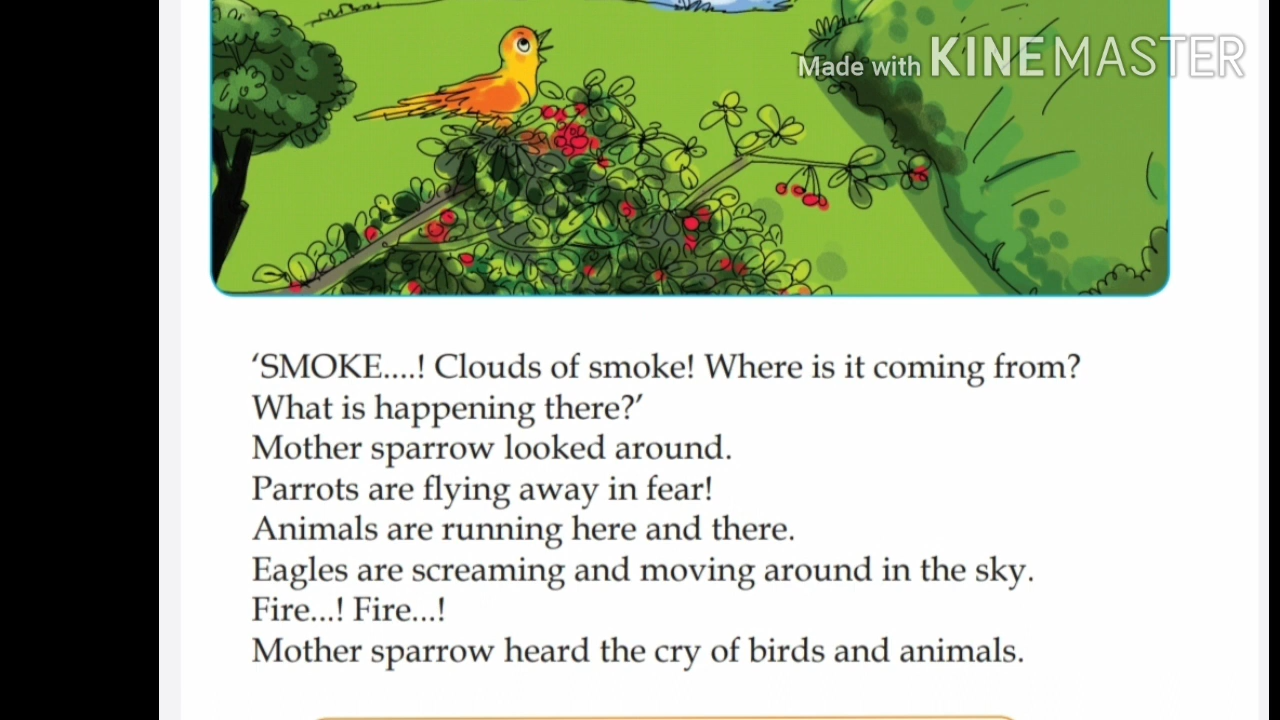 Made with KINEMASTER
‘SMOKE....! Clouds of smoke! Where is it coming from?
What is happening there?’
Mother sparrow looked around.
Parrots are flying away in fear!
Animals are running here and there.
Eagles are screaming and moving around in the sky.
Fire...! Fire...!
Mother sparrow heard the cry of birds and animals.